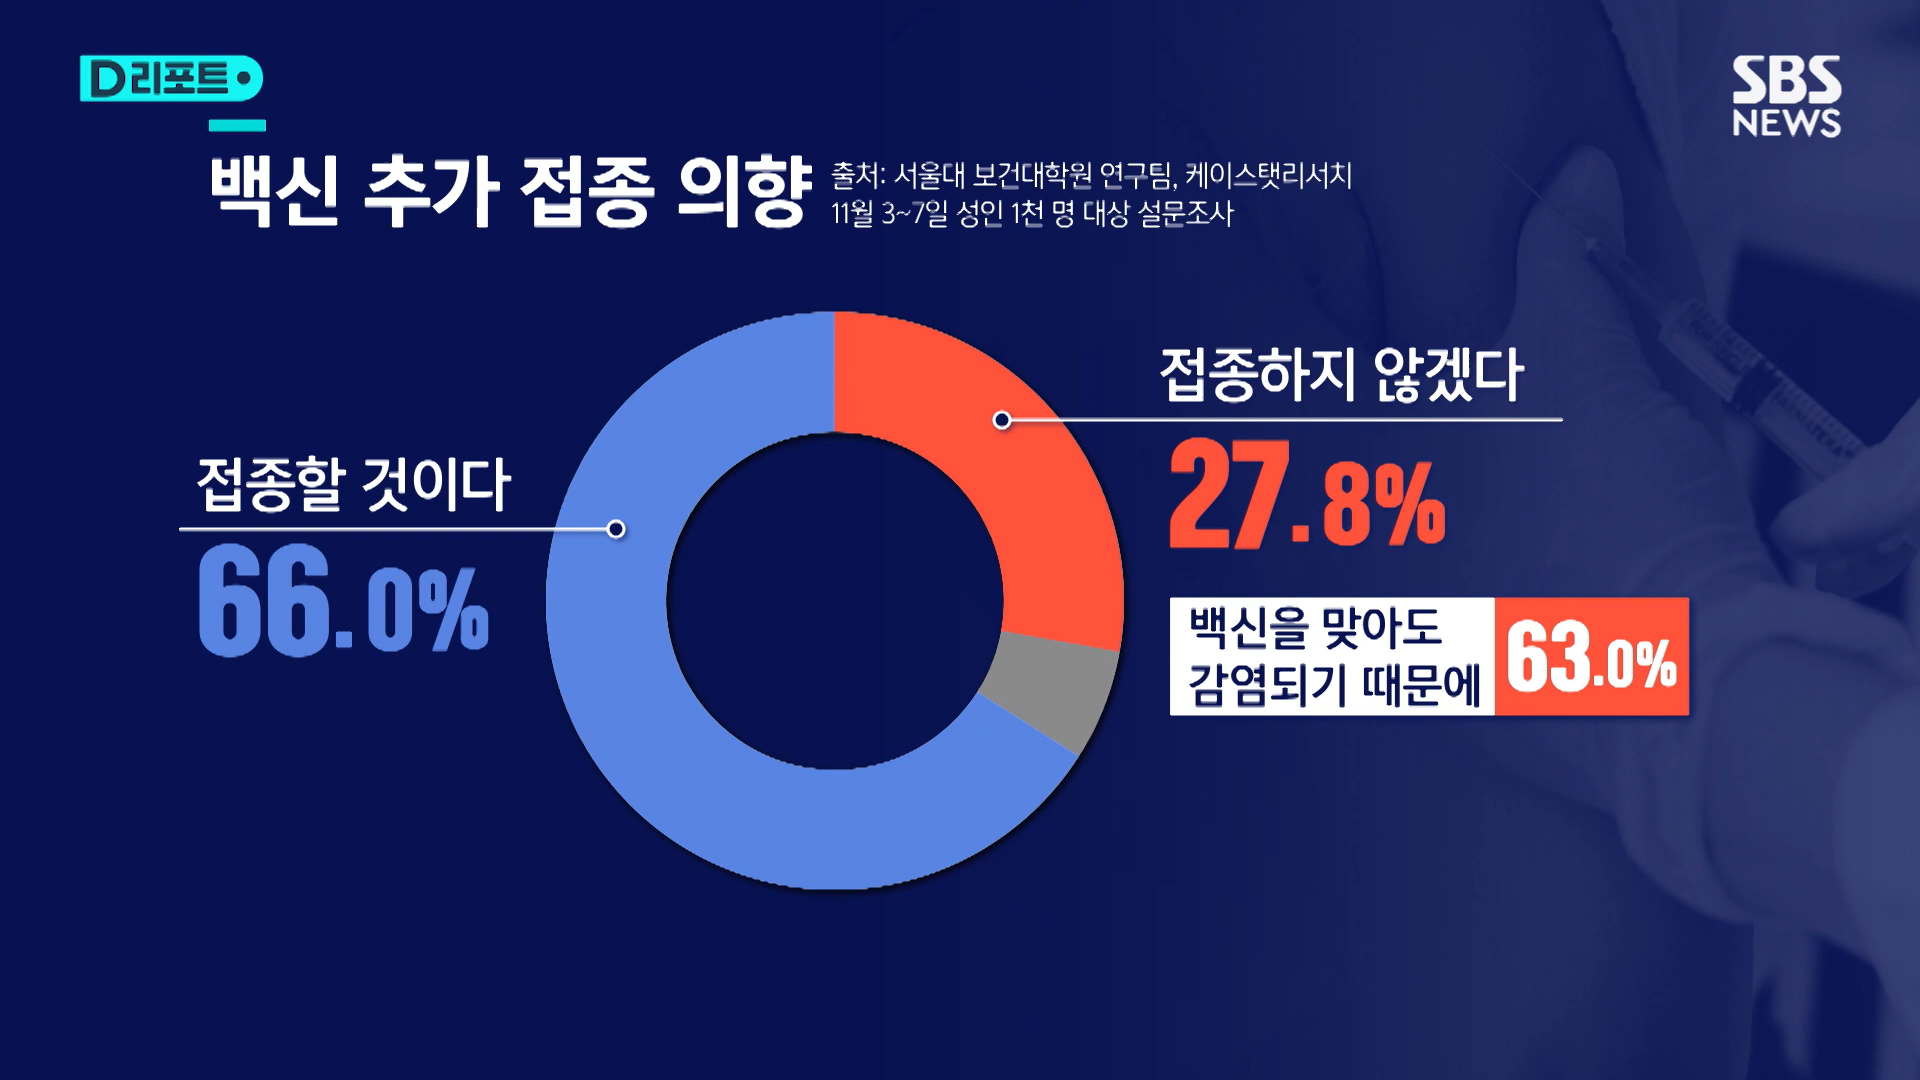 D리포트
SBS
NEWS
백신 추가 접종 의향
출처: 서울대 보건대학원 연구팀, 케이스탯리서치
11월 3~7일 성인 1천 명 대상 설문조사
접종하지 않겠다
27.8%
접종할 것이다
66.0%
백신을 맞아도
감염되기 때문에
63.0%